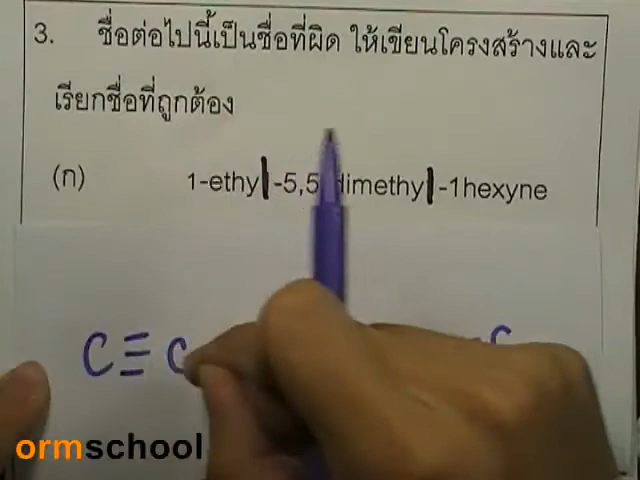 3. ชื่อต่อไปนี้เป็นชื่อที่ผิด ให้เขียนโครงสร้างและ
เรียกชื่อที่ถูกต้อง
(ก) 1-ethyl-5,5 dimethyl-1hexyne
C≡C C
ormschool